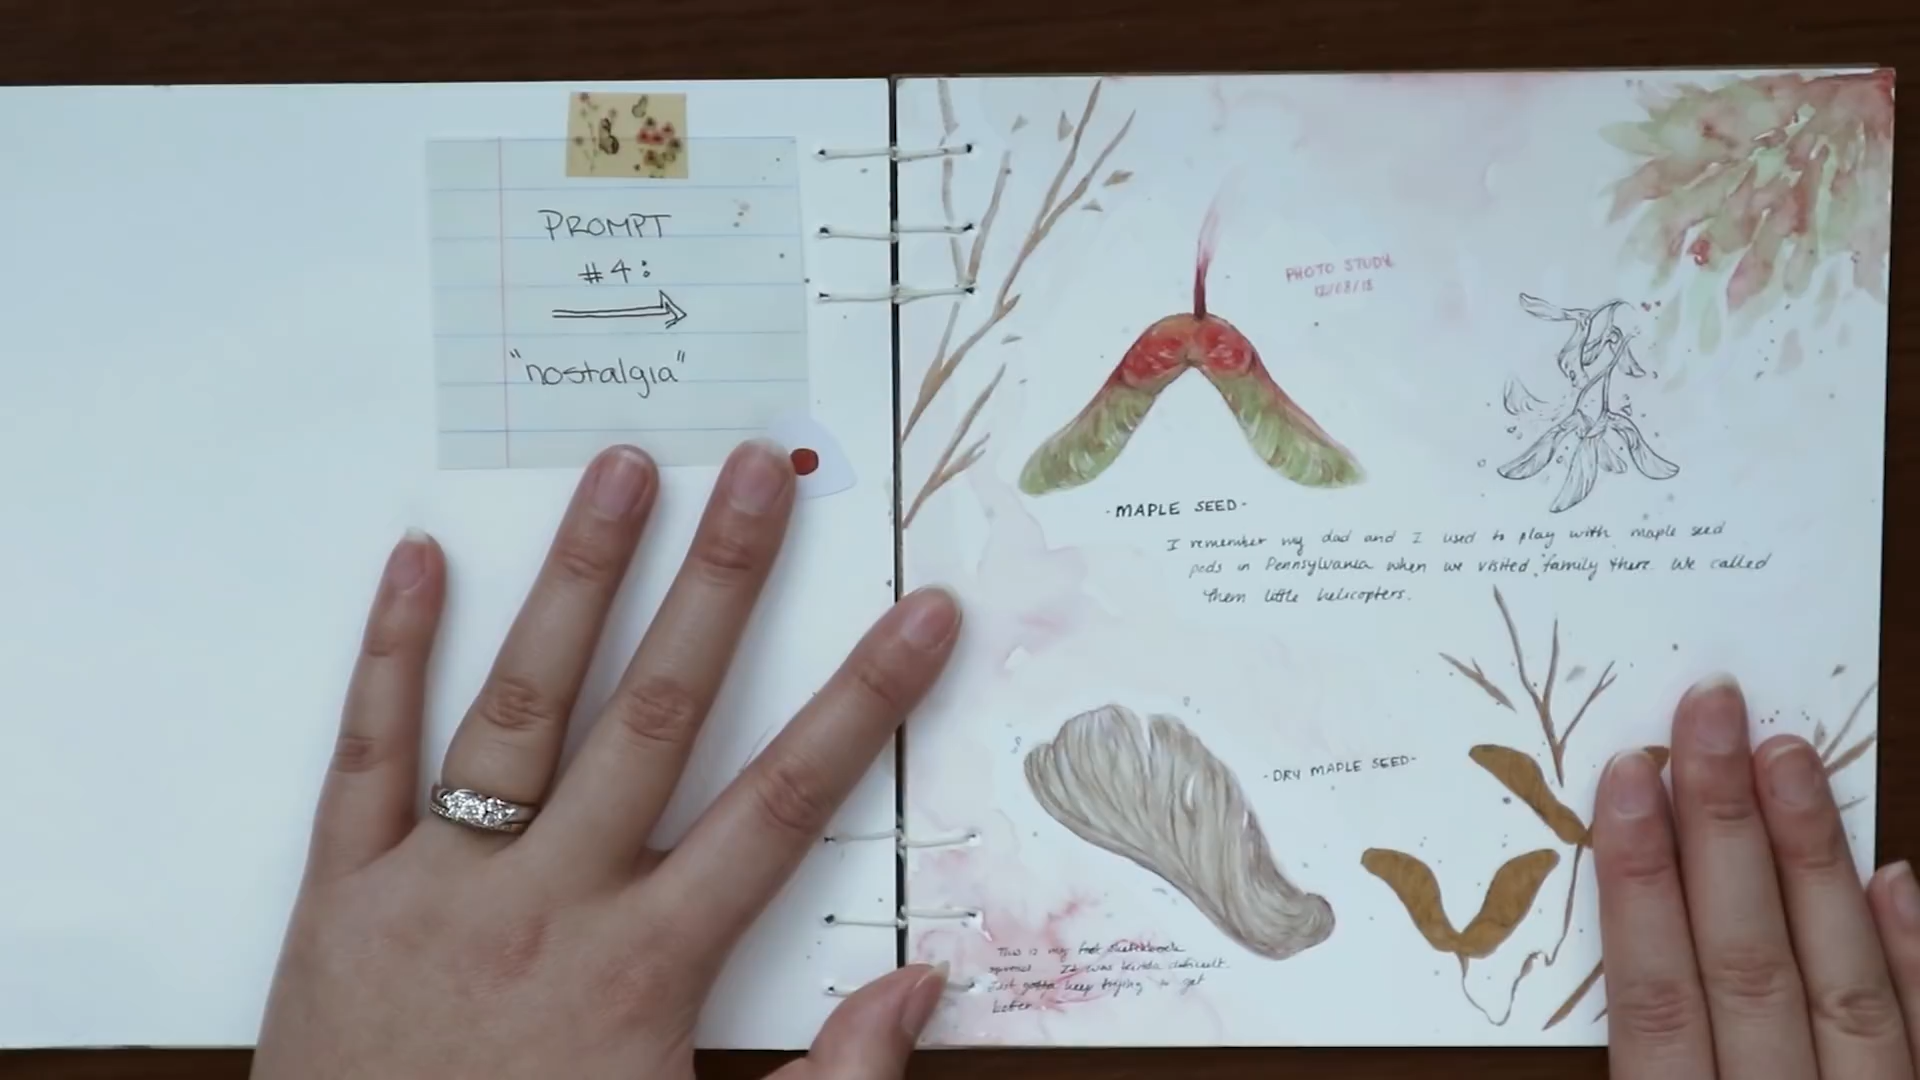 PROMPT
#4:
"nostalgia"
PHOTO STUDY
12/03/18
-MAPLE SEED-
I remember my dad and I used to play with maple seed
pods in Pennsylvania when we visited family there. We called
them little helicopters.
-DRY MAPLE SEED-
This is my first sketchbook
spread. It was kinda difficult.
Just gotta keep trying to get
better.